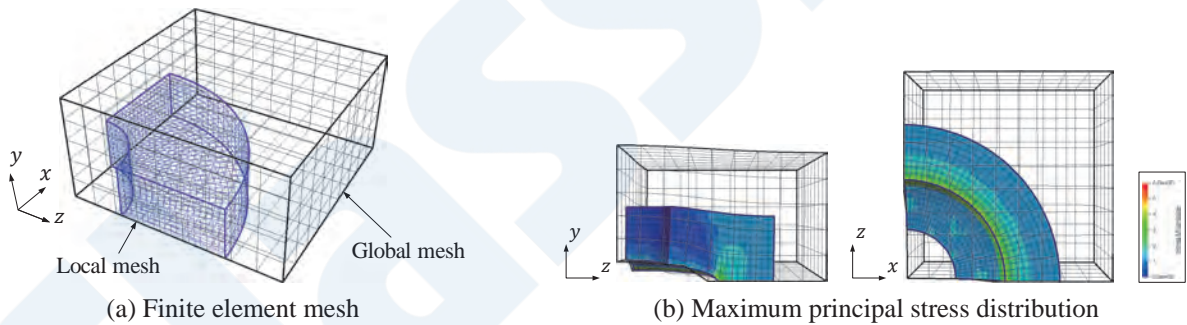 y
x
z
Local mesh
Global mesh
(a) Finite element mesh
y
z
z
x
(b) Maximum principal stress distribution